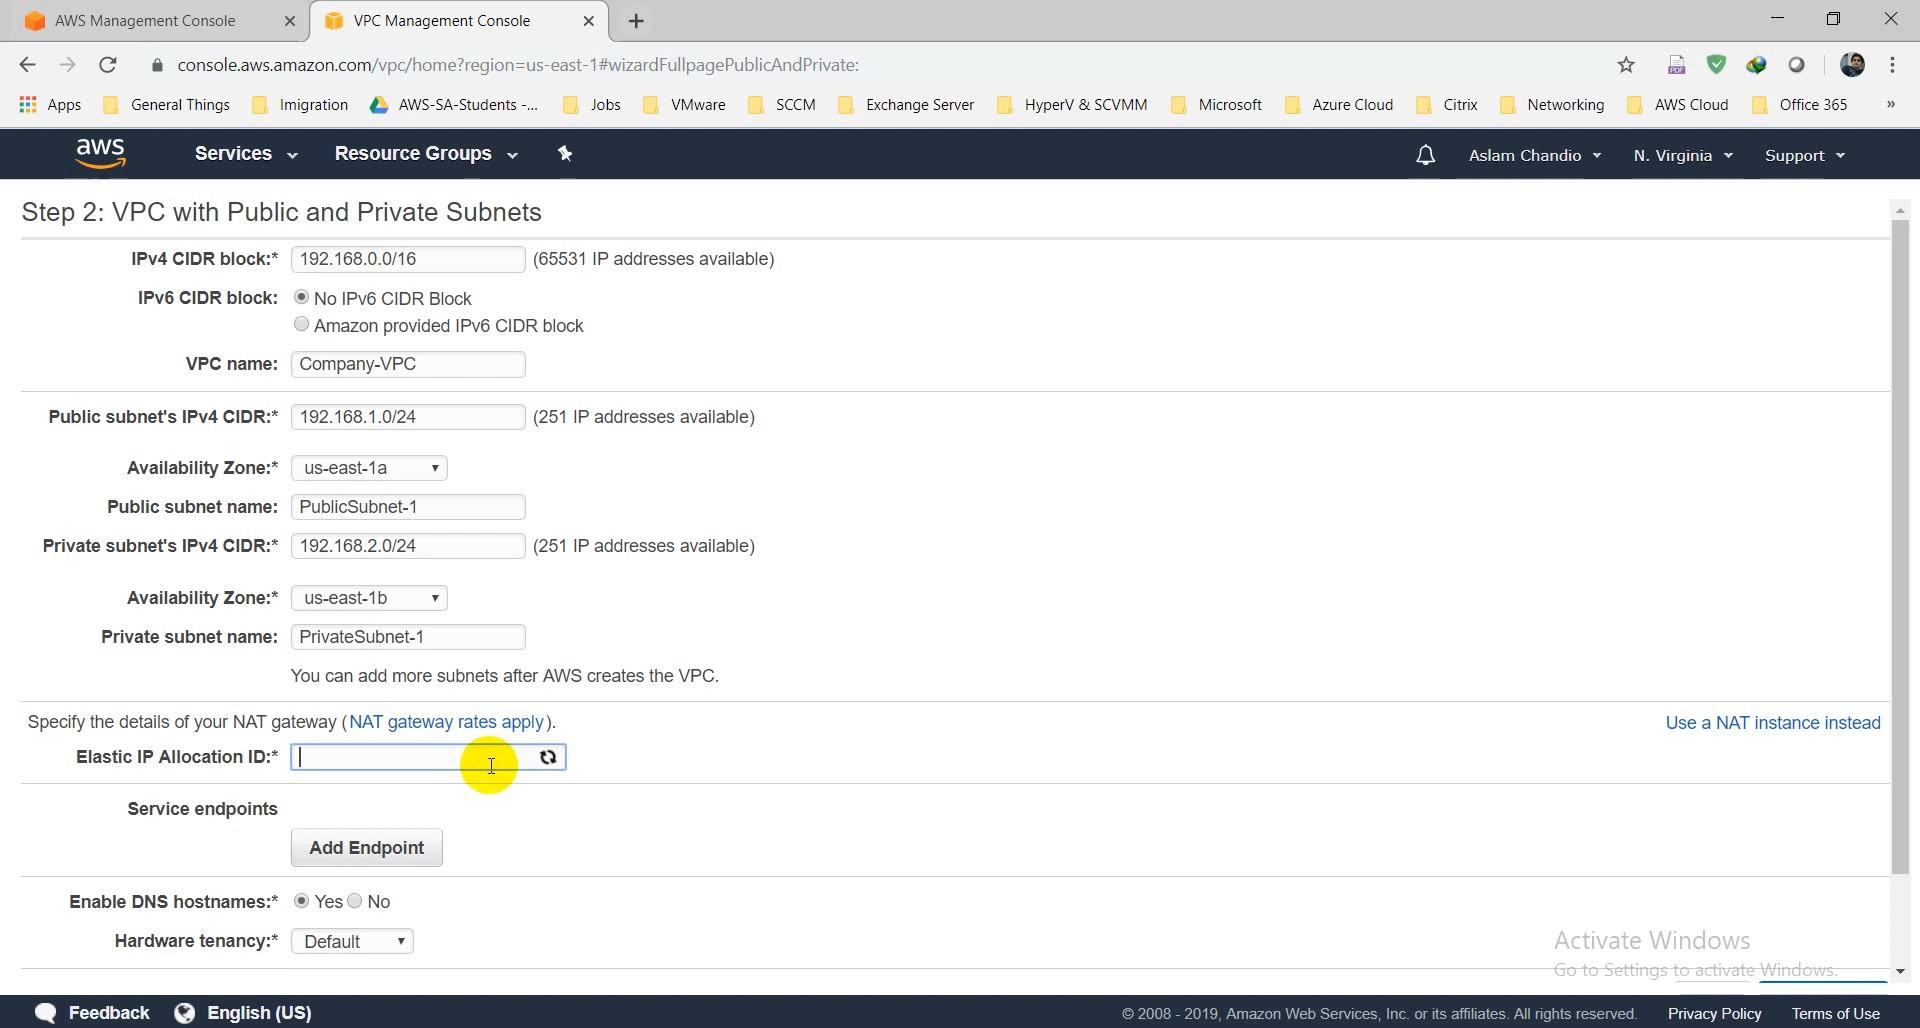 AWS Management Console
VPC Management Console
console.aws.amazon.com/vpc/home?region=us-east-1#wizardFullpagePublicAndPrivate:
PDF
Apps General Things Imigration AWS-SA-Students -... Jobs VMware SCCM Exchange Server HyperV & SCVMM Microsoft Azure Cloud Citrix Networking AWS Cloud Office 365 »
aws Services Resource Groups Aslam Chandio N. Virginia Support
Step 2: VPC with Public and Private Subnets
IPv4 CIDR block:* 192.168.0.0/16 (65531 IP addresses available)
IPv6 CIDR block: No IPv6 CIDR Block
Amazon provided IPv6 CIDR block
VPC name: Company-VPC
Public subnet's IPv4 CIDR:* 192.168.1.0/24 (251 IP addresses available)
Availability Zone:* us-east-1a
Public subnet name: PublicSubnet-1
Private subnet's IPv4 CIDR:* 192.168.2.0/24 (251 IP addresses available)
Availability Zone:* us-east-1b
Private subnet name: PrivateSubnet-1
You can add more subnets after AWS creates the VPC.
Specify the details of your NAT gateway (NAT gateway rates apply). Use a NAT instance instead
Elastic IP Allocation ID:*
Service endpoints
Add Endpoint
Enable DNS hostnames:* Yes No
Hardware tenancy:* Default
Activate Windows
Go to Settings to activate Windows.
Feedback English (US) © 2008 - 2019, Amazon Web Services, Inc. or its affiliates. All rights reserved. Privacy Policy Terms of Use